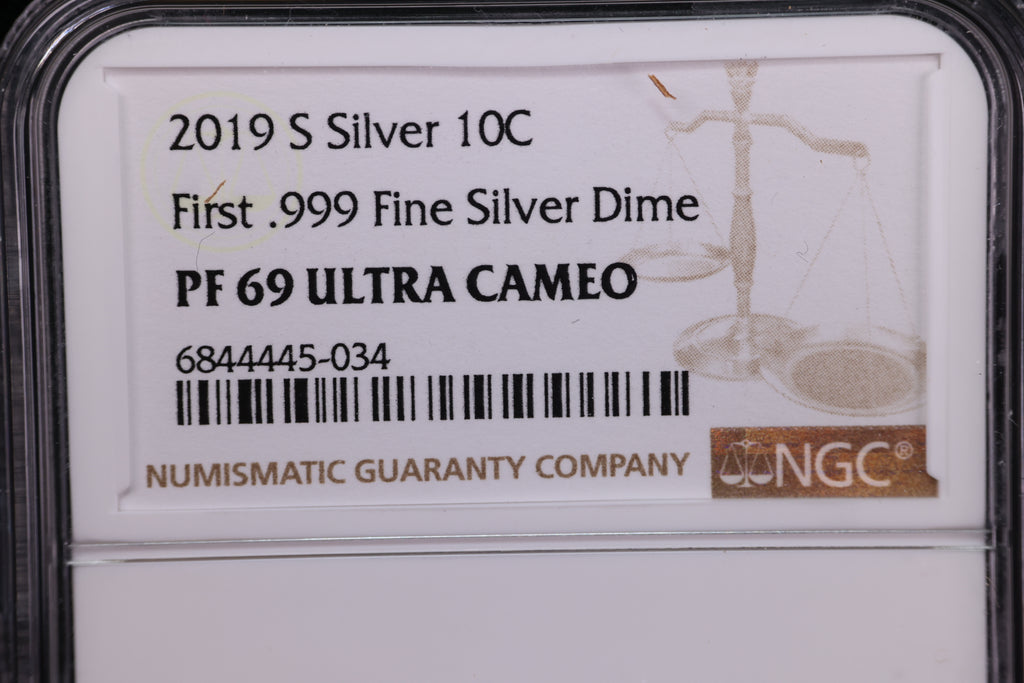 2019 S Silver 10C
First .999 Fine Silver Dime
PF 69 ULTRA CAMEO
6844445-034
NUMISMATIC GUARANTY COMPANY
NGC®